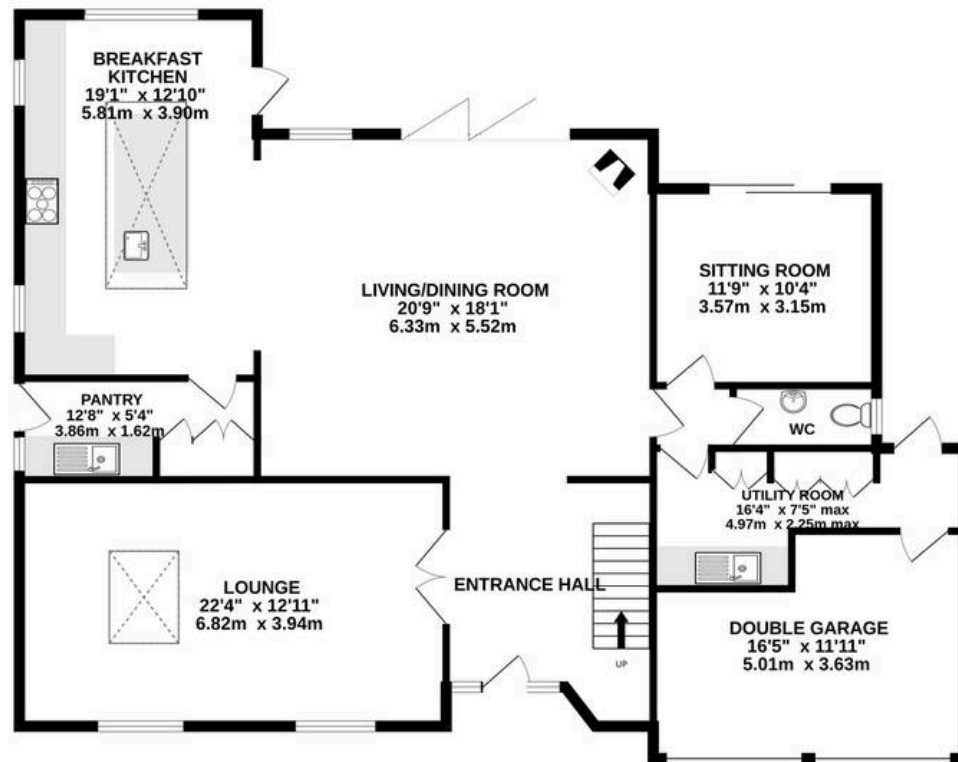 BREAKFAST
KITCHEN
19'1" x 12'10"
5.81m x 3.90m
LIVING/DINING ROOM
20'9" x 18'1"
6.33m x 5.52m
SITTING ROOM
11'9" x 10'4"
3.57m x 3.15m
PANTRY
12'8" x 5'4"
3.86m x 1.62m
WC
UTILITY ROOM
16'4" x 7'5" max
4.97m x 2.25m max
LOUNGE
22'4" x 12'11"
6.82m x 3.94m
ENTRANCE HALL
UP
DOUBLE GARAGE
16'5" x 11'11"
5.01m x 3.63m